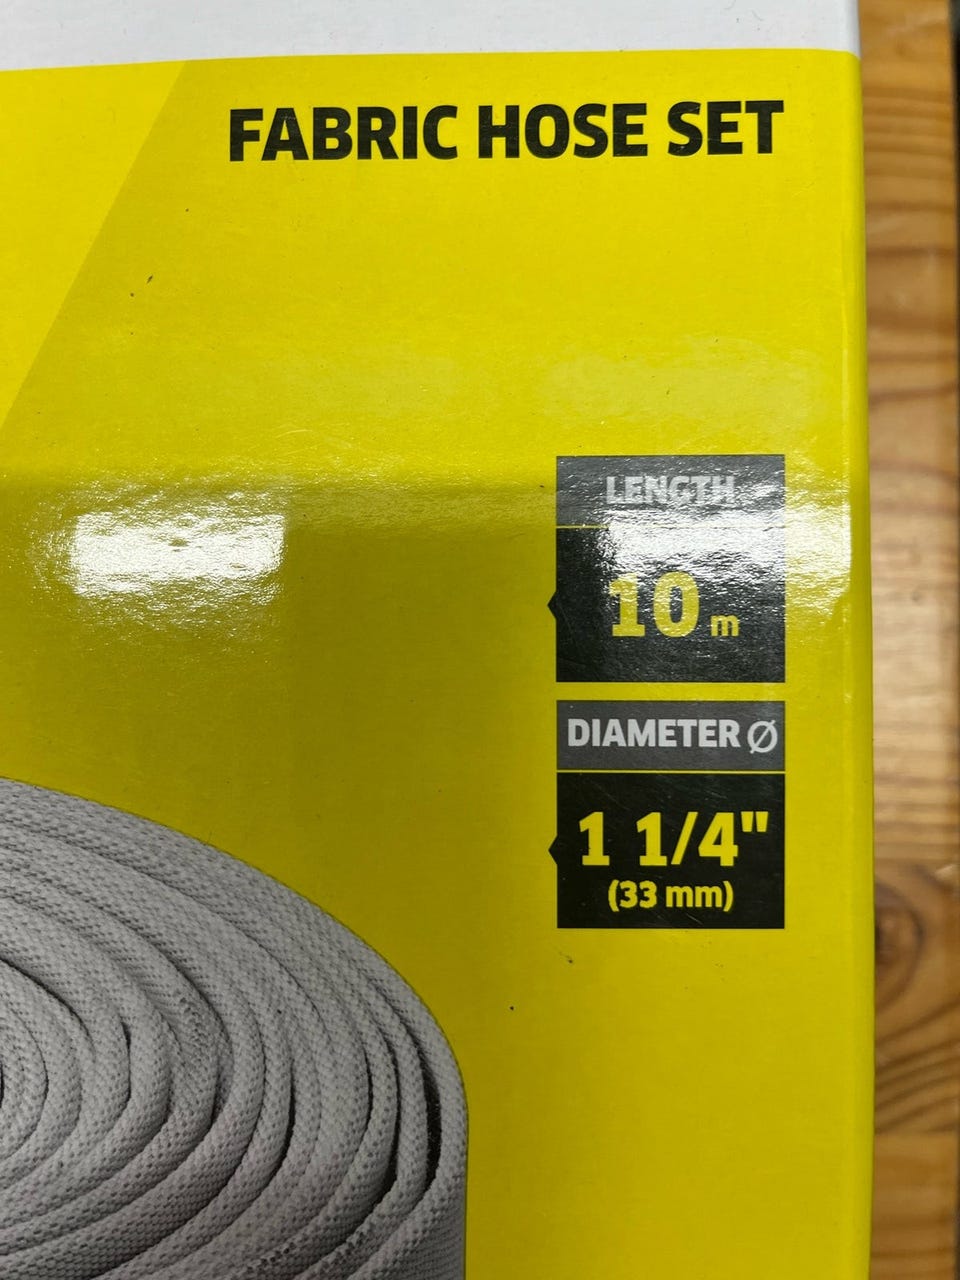 FABRIC HOSE SET
LENGTH
10 m
DIAMETER Ø
1 1/4"
(33 mm)